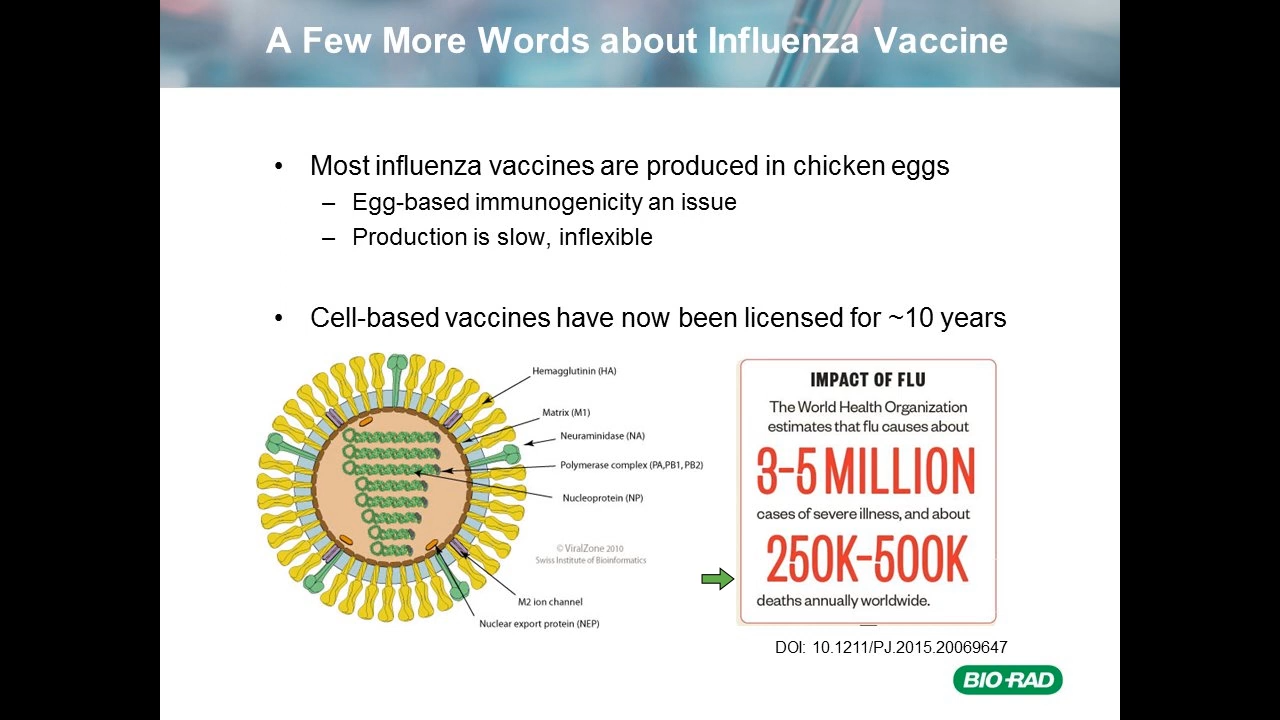 A Few More Words about Influenza Vaccine
• Most influenza vaccines are produced in chicken eggs
– Egg-based immunogenicity an issue
– Production is slow, inflexible
• Cell-based vaccines have now been licensed for ~10 years
Hemagglutinin (HA)
Matrix (M1)
Neuraminidase (NA)
Polymerase complex (PA,PB1, PB2)
Nucleoprotein (NP)
© ViralZone 2010
Swiss Institute of Bioinformatics
M2 ion channel
Nuclear export protein (NEP)
IMPACT OF FLU
The World Health Organization
estimates that flu causes about
3-5 MILLION
cases of severe illness, and about
250K-500K
deaths annually worldwide.
DOI: 10.1211/PJ.2015.20069647
BIO-RAD